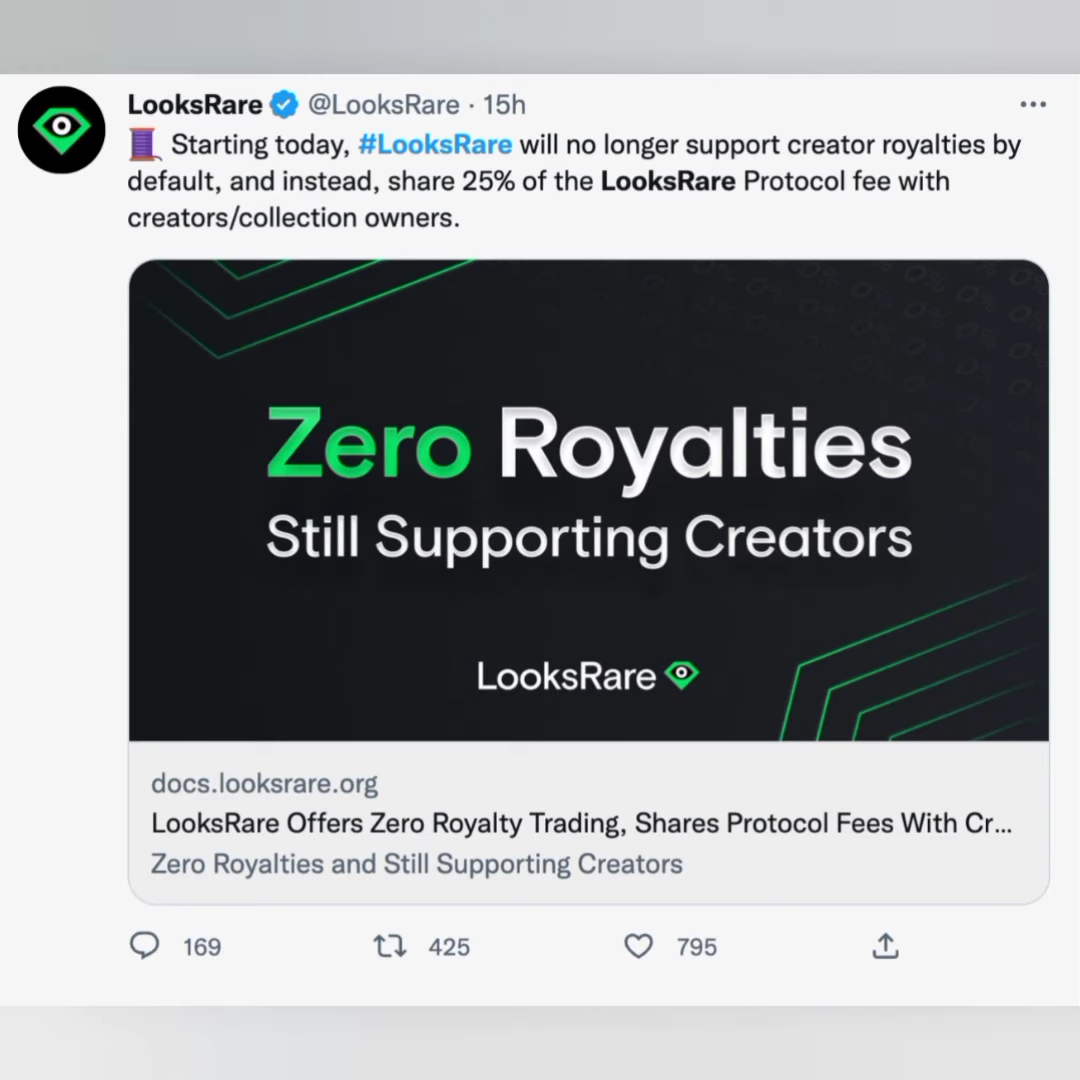 LooksRare @LooksRare · 15h
🧵 Starting today, #LooksRare will no longer support creator royalties by
default, and instead, share 25% of the LooksRare Protocol fee with
creators/collection owners.
Zero Royalties
Still Supporting Creators
LooksRare
docs.looksrare.org
LooksRare Offers Zero Royalty Trading, Shares Protocol Fees With Cr...
Zero Royalties and Still Supporting Creators
169 425 795